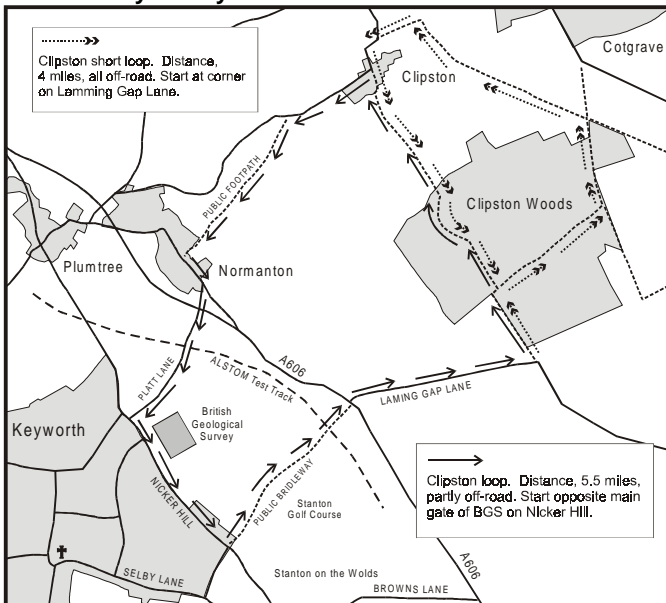 Clipston short loop. Distance,
4 miles, all off-road. Start at corner
on Lamming Gap Lane.
Cotgrave
Clipston
PUBLIC FOOTPATH
Clipston Woods
Plumtree
Normanton
A606
PLATT LANE
ALSTOM Test Track
LAMING GAP LANE
British
Geological
Survey
Keyworth
NICKER HILL
PUBLIC BRIDLEWAY
Stanton
Golf Course
Clipston loop. Distance, 5.5 miles,
partly off-road. Start opposite main
gate of BGS on Nicker Hill.
SELBY LANE
Stanton on the Wolds
A606
BROWNS LANE